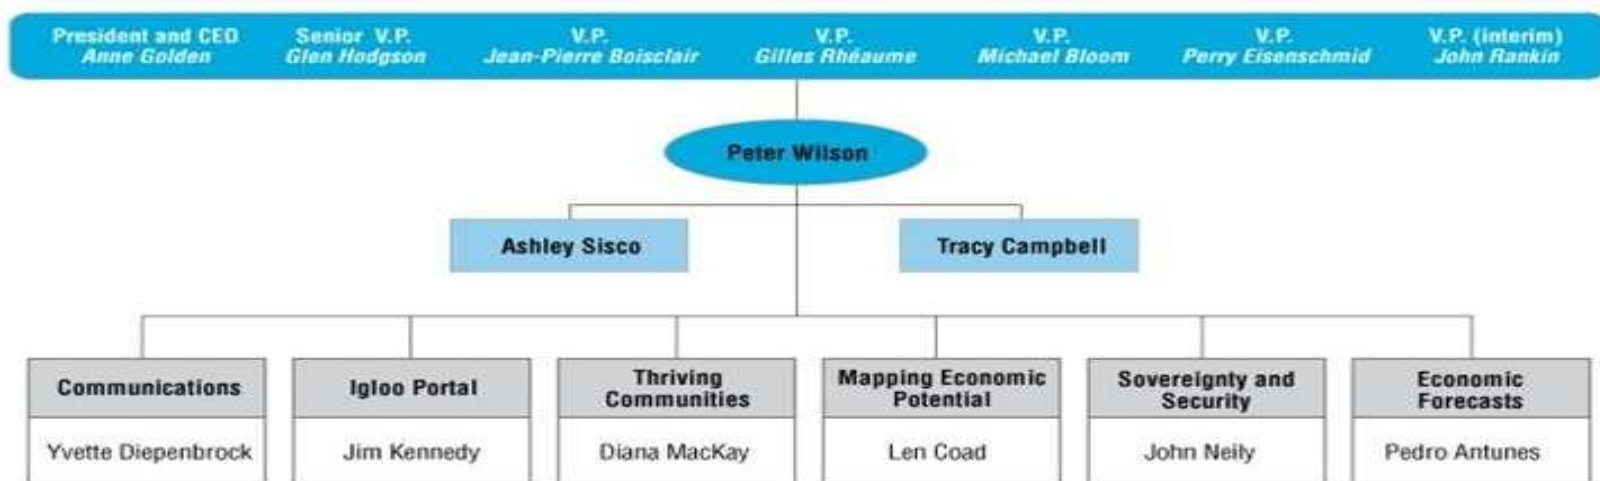 President and CEO
Anne Golden
Senior V.P.
Glen Hodgson
V.P.
Jean-Pierre Boisclair
V.P.
Gilles Rhéaume
V.P.
Michael Bloom
V.P.
Perry Eisenschmid
V.P. (interim)
John Rankin
Peter Wilson
Ashley Sisco
Tracy Campbell
Communications
Yvette Diepenbrock
Igloo Portal
Jim Kennedy
Thriving
Communities
Diana MacKay
Mapping Economic
Potential
Len Coad
Sovereignty and
Security
John Neily
Economic
Forecasts
Pedro Antunes